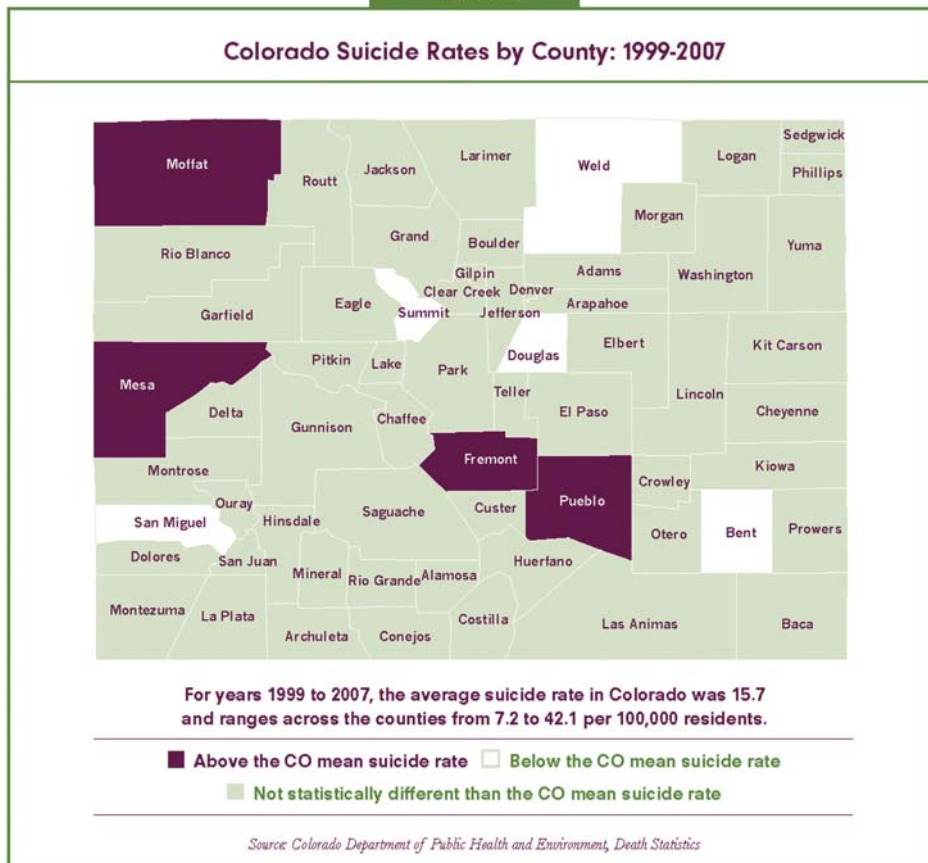 Colorado Suicide Rates by County: 1999-2007
Moffat
Routt
Jackson
Larimer
Weld
Logan
Sedgwick
Phillips
Morgan
Rio Blanco
Grand
Boulder
Yuma
Gilpin
Adams
Washington
Clear Creek
Denver
Eagle
Arapahoe
Garfield
Summit
Jefferson
Elbert
Kit Carson
Pitkin
Lake
Park
Douglas
Mesa
Teller
Lincoln
Delta
Chaffee
El Paso
Cheyenne
Gunnison
Fremont
Montrose
Kiowa
Crowley
Ouray
Saguache
Custer
Pueblo
San Miguel
Hinsdale
Otero
Bent
Prowers
Dolores
San Juan
Huerfano
Mineral
Rio Grande
Alamosa
Montezuma
La Plata
Costilla
Las Animas
Baca
Archuleta
Conejos
For years 1999 to 2007, the average suicide rate in Colorado was 15.7
and ranges across the counties from 7.2 to 42.1 per 100,000 residents.
Above the CO mean suicide rate
Below the CO mean suicide rate
Not statistically different than the CO mean suicide rate
Source: Colorado Department of Public Health and Environment, Death Statistics